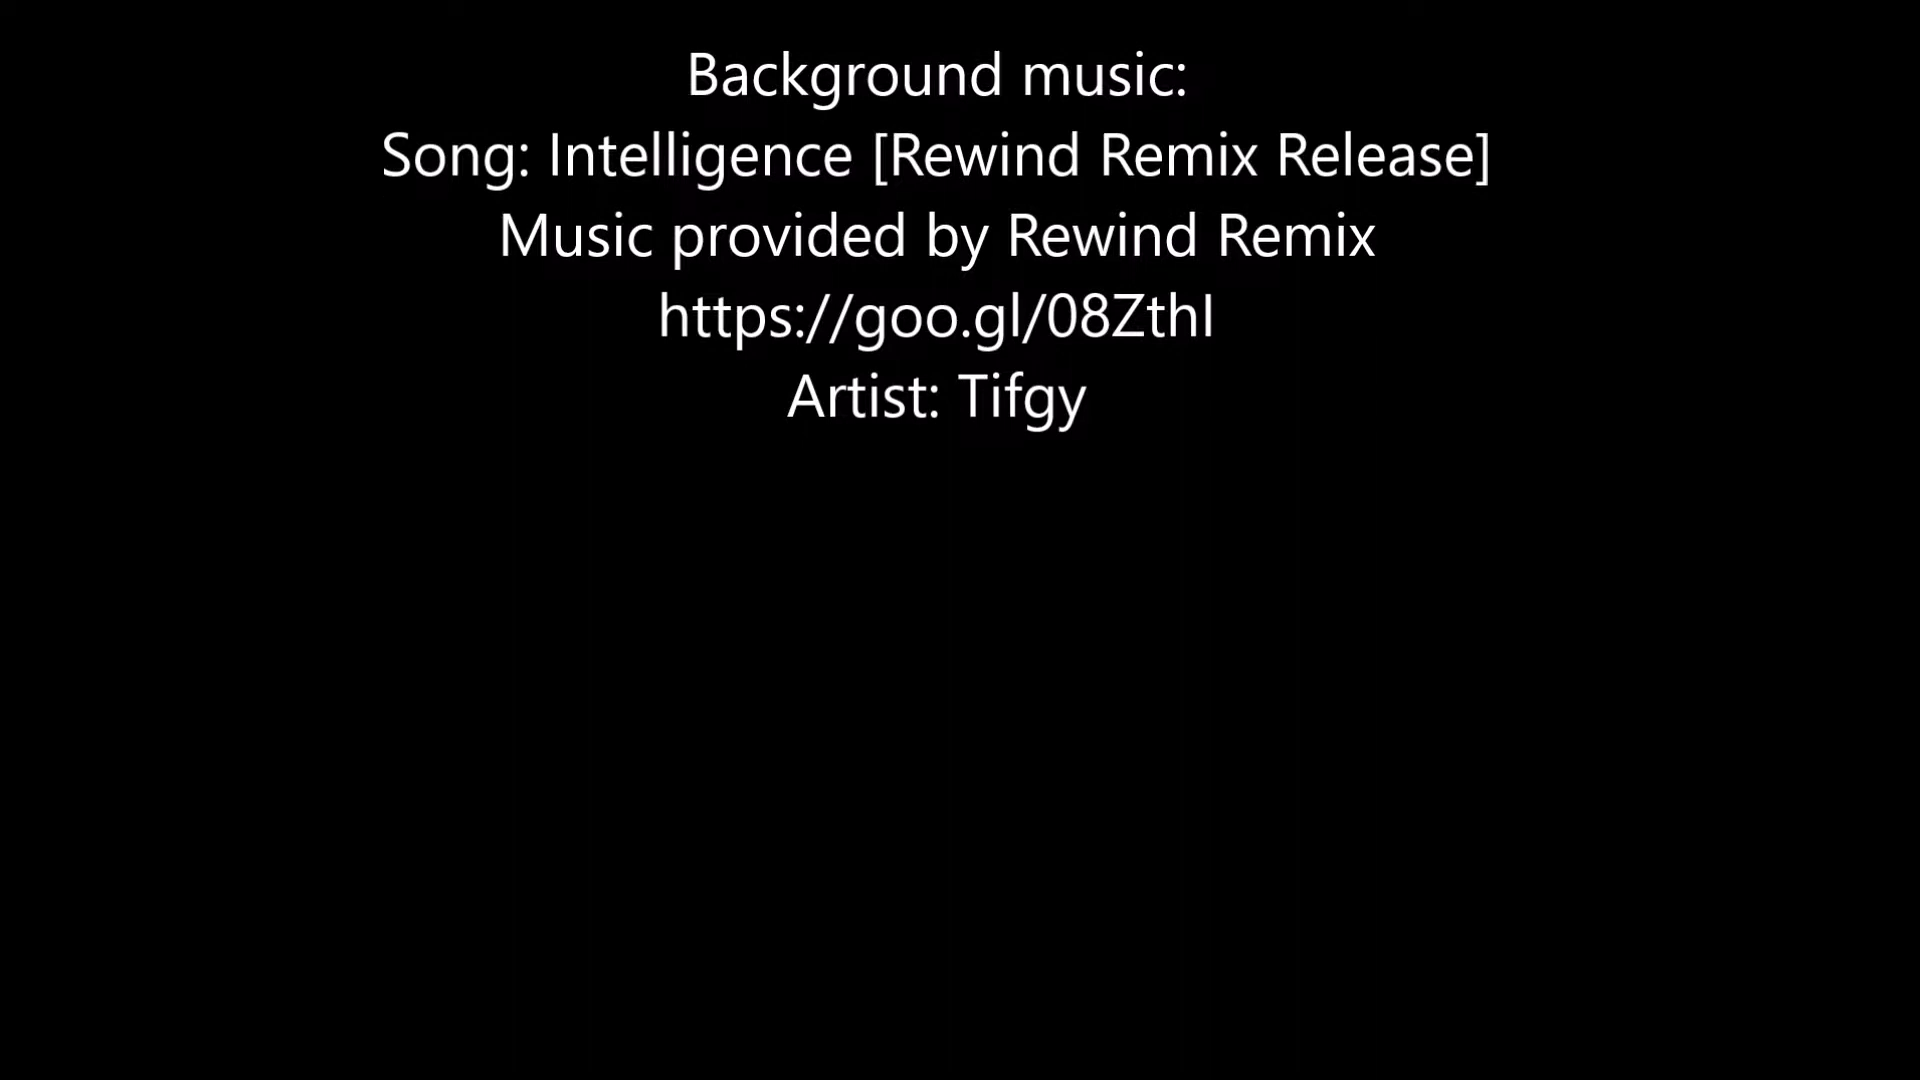 Background music:
Song: Intelligence [Rewind Remix Release]
Music provided by Rewind Remix
https://goo.gl/08ZthI
Artist: Tifgy